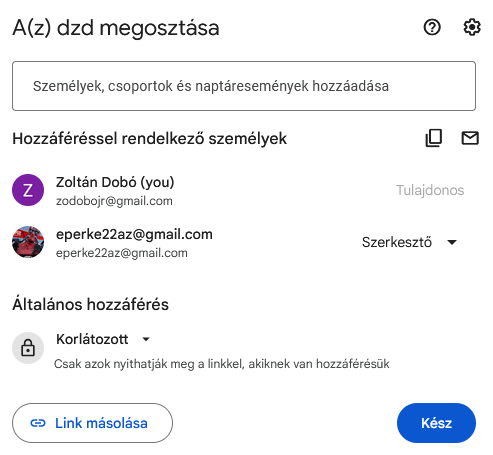 A(z) dzd megosztása
Személyek, csoportok és naptáresemények hozzáadása
Hozzáféréssel rendelkező személyek
Z
Zoltán Dobó (you)
zodobojr@gmail.com
Tulajdonos
eperke22az@gmail.com
eperke22az@gmail.com
Szerkesztő
Általános hozzáférés
Korlátozott
Csak azok nyithatják meg a linkkel, akiknek van hozzáférésük
Link másolása
Kész